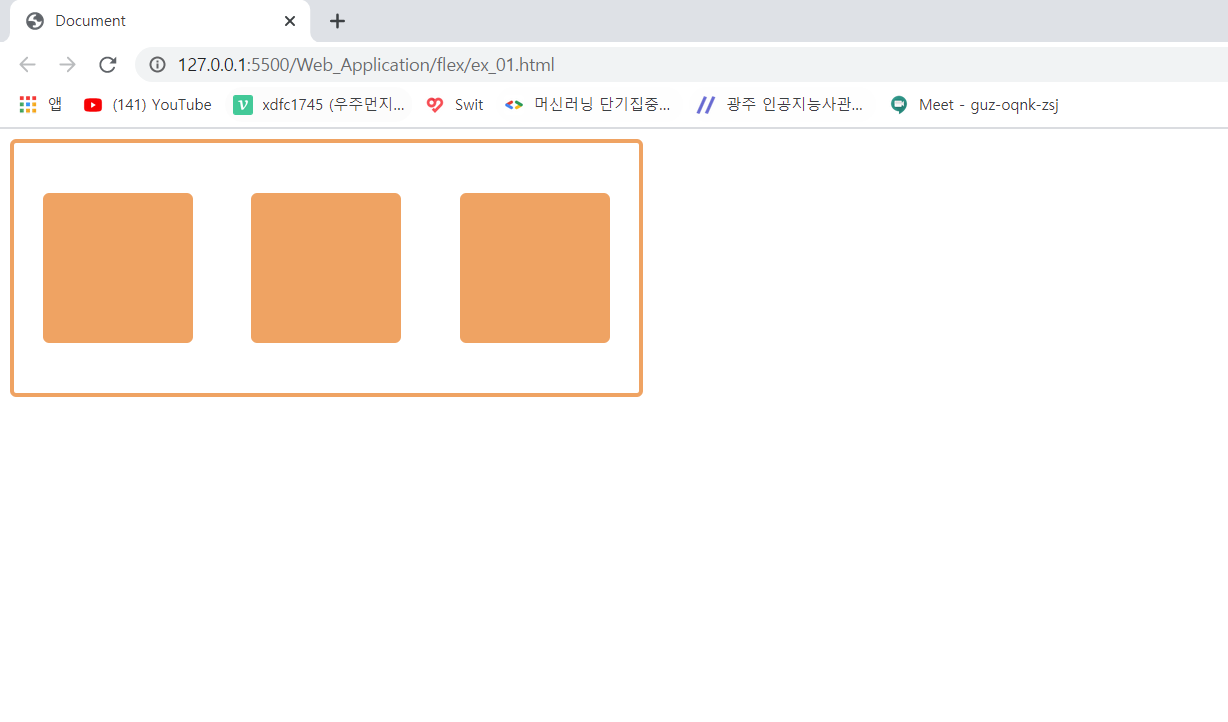 Document
127.0.0.1:5500/Web_Application/flex/ex_01.html
앱 (141) YouTube xdfc1745 (우주먼지... Swit 머신러닝 단기집중... 광주 인공지능사관... Meet - guz-oqnk-zsj